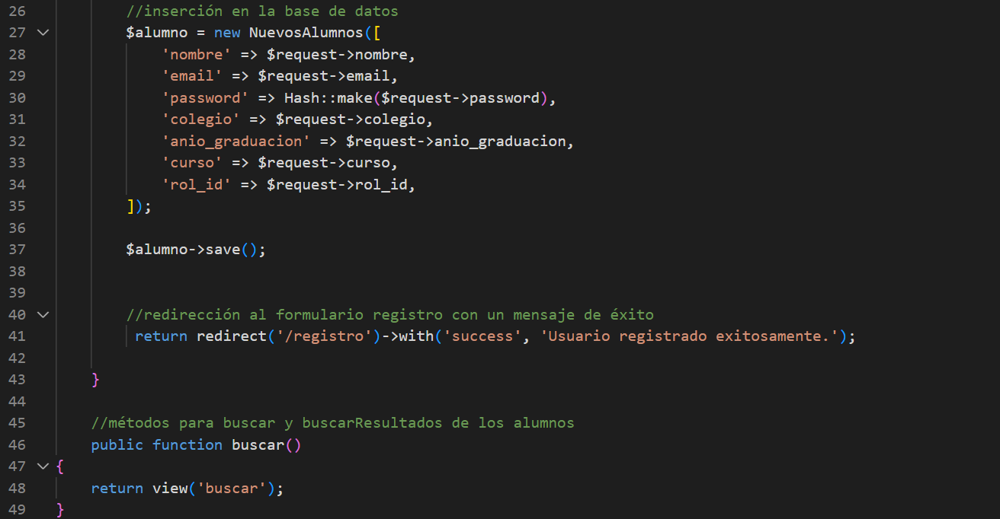 26 //inserción en la base de datos
27 $alumno = new NuevosAlumnos([
28 'nombre' => $request->nombre,
29 'email' => $request->email,
30 'password' => Hash::make($request->password),
31 'colegio' => $request->colegio,
32 'anio_graduacion' => $request->anio_graduacion,
33 'curso' => $request->curso,
34 'rol_id' => $request->rol_id,
35 ]);
36
37 $alumno->save();
38
39
40 //redirección al formulario registro con un mensaje de éxito
41 return redirect('/registro')->with('success', 'Usuario registrado exitosamente.');
42
43 }
44
45 //métodos para buscar y buscarResultados de los alumnos
46 public function buscar()
47 {
48 return view('buscar');
49 }